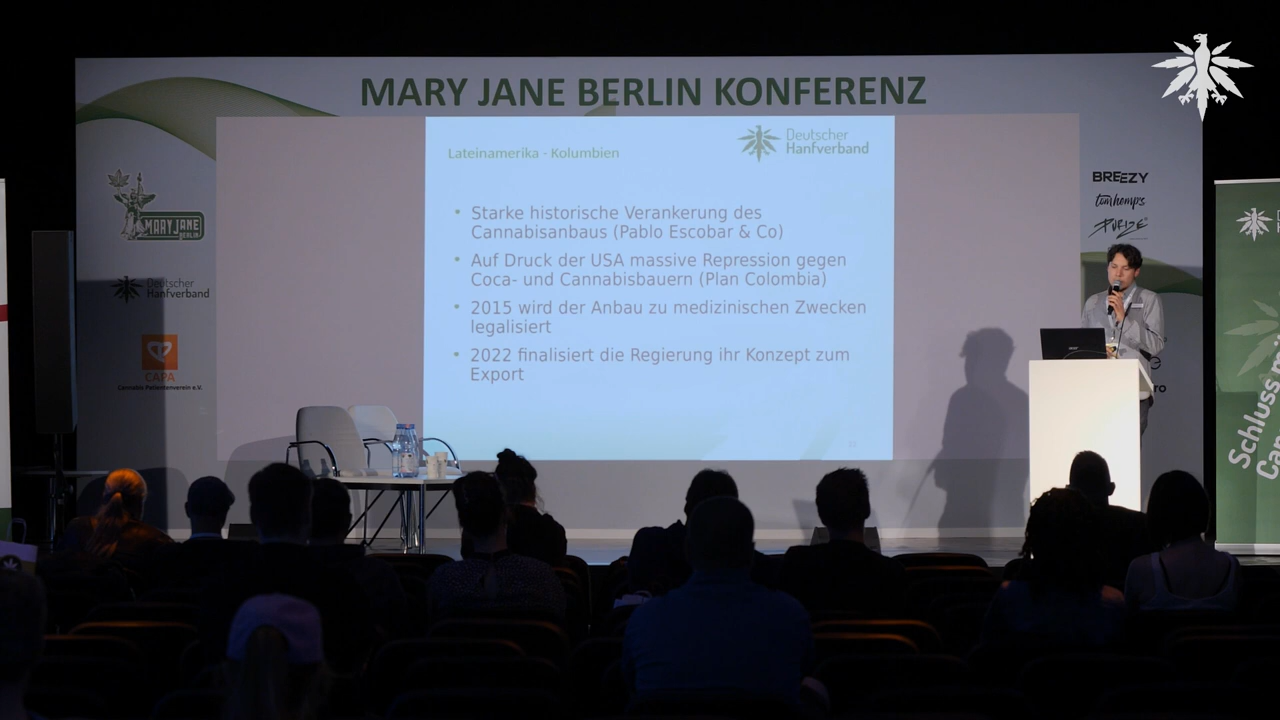 MARY JANE BERLIN KONFERENZ
Lateinamerika - Kolumbien
Deutscher
Hanfverband
• Starke historische Verankerung des
Cannabisanbaus (Pablo Escobar & Co)
• Auf Druck der USA massive Repression gegen
Coca- und Cannabisbauern (Plan Colombia)
• 2015 wird der Anbau zu medizinischen Zwecken
legalisiert
• 2022 finalisiert die Regierung ihr Konzept zum
Export
MARY JANE
BERLIN
Deutscher
Hanfverband
CAPA
Cannabis Patientenverein e.V.
BREEZY
PURIZE
Schluss